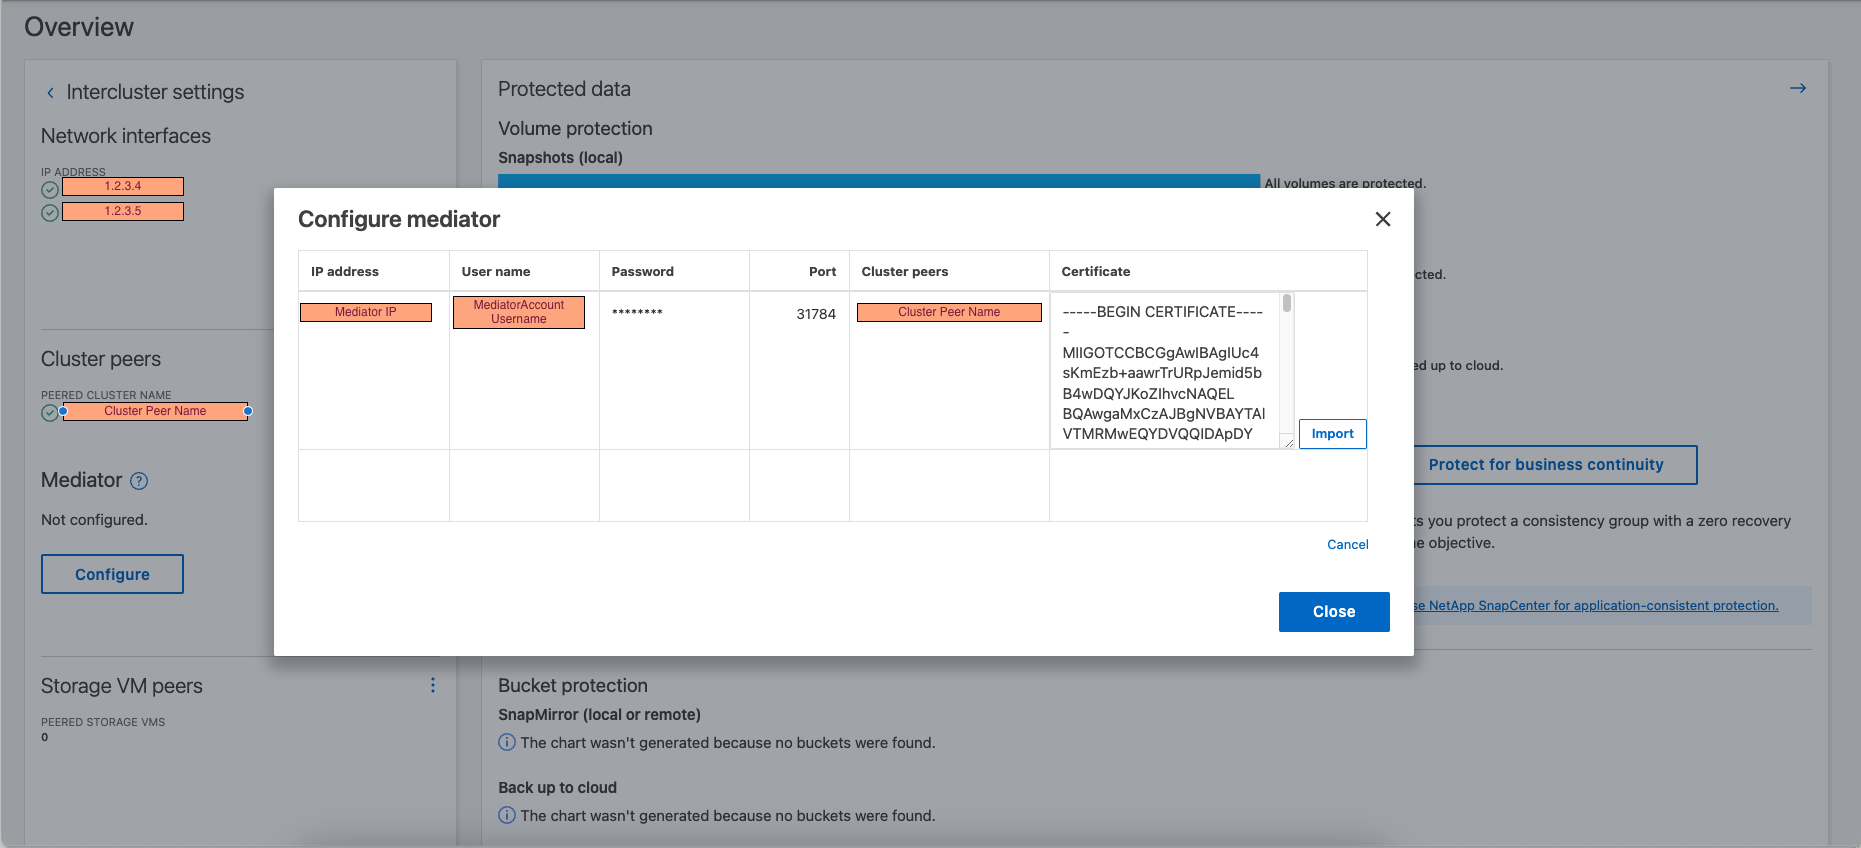 Overview
Intercluster settings
Network interfaces
IP ADDRESS
1.2.3.4
1.2.3.5
Cluster peers
PEERED CLUSTER NAME
Cluster Peer Name
Mediator ?
Not configured.
Configure
Storage VM peers
PEERED STORAGE VMS
0
Protected data
Volume protection
Snapshots (local)
All volumes are protected.
cted.
ed up to cloud.
Protect for business continuity
ts you protect a consistency group with a zero recovery
e objective.
se NetApp SnapCenter for application-consistent protection.
Configure mediator
IP address User name Password Port Cluster peers Certificate
Mediator IP
MediatorAccount
Username
********
31784
Cluster Peer Name
-----BEGIN CERTIFICATE----
-
MIIGOTCCBCGgAwIBAgIUc4
sKmEzb+aawrTrURpJemid5b
B4wDQYJKoZIhvcNAQEL
BQAwgaMxCzAJBgNVBAYTAl
VTMRMwEQYDVQQIDApDY
Import
Cancel
Close
Bucket protection
SnapMirror (local or remote)
The chart wasn't generated because no buckets were found.
Back up to cloud
The chart wasn't generated because no buckets were found.